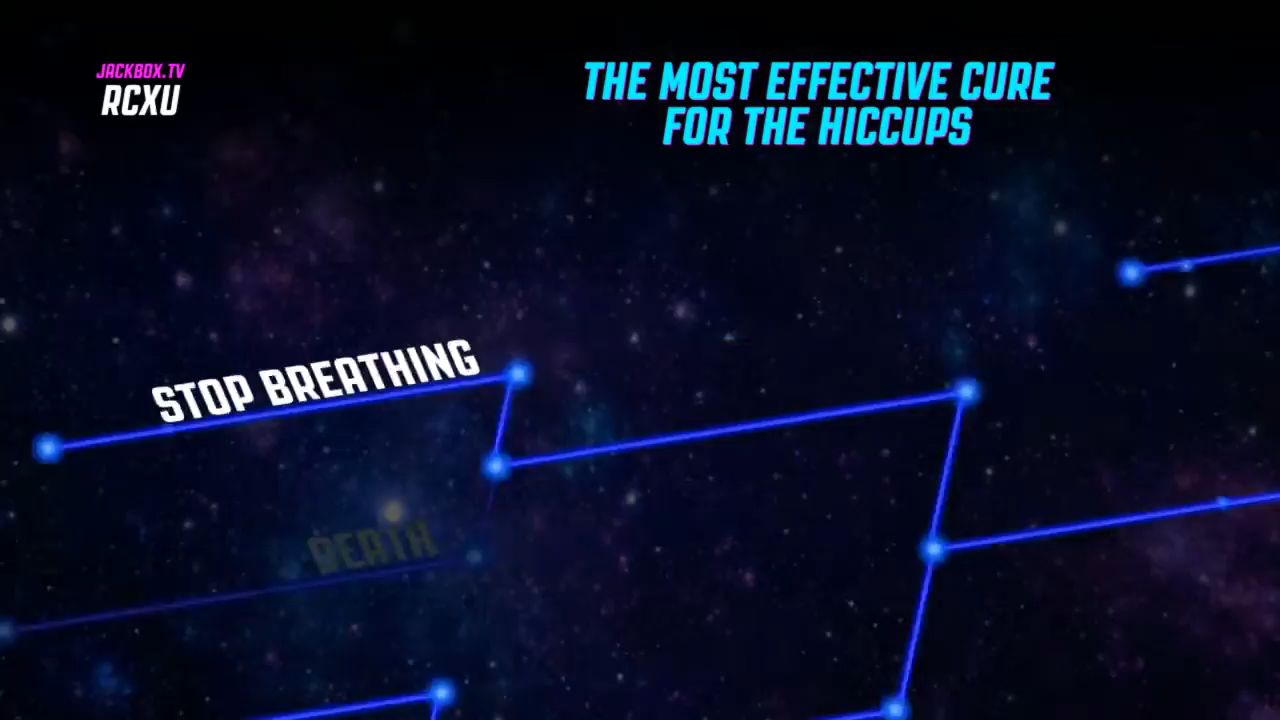 JACKBOX.TV
RCXU
THE MOST EFFECTIVE CURE
FOR THE HICCUPS
STOP BREATHING
DEATH